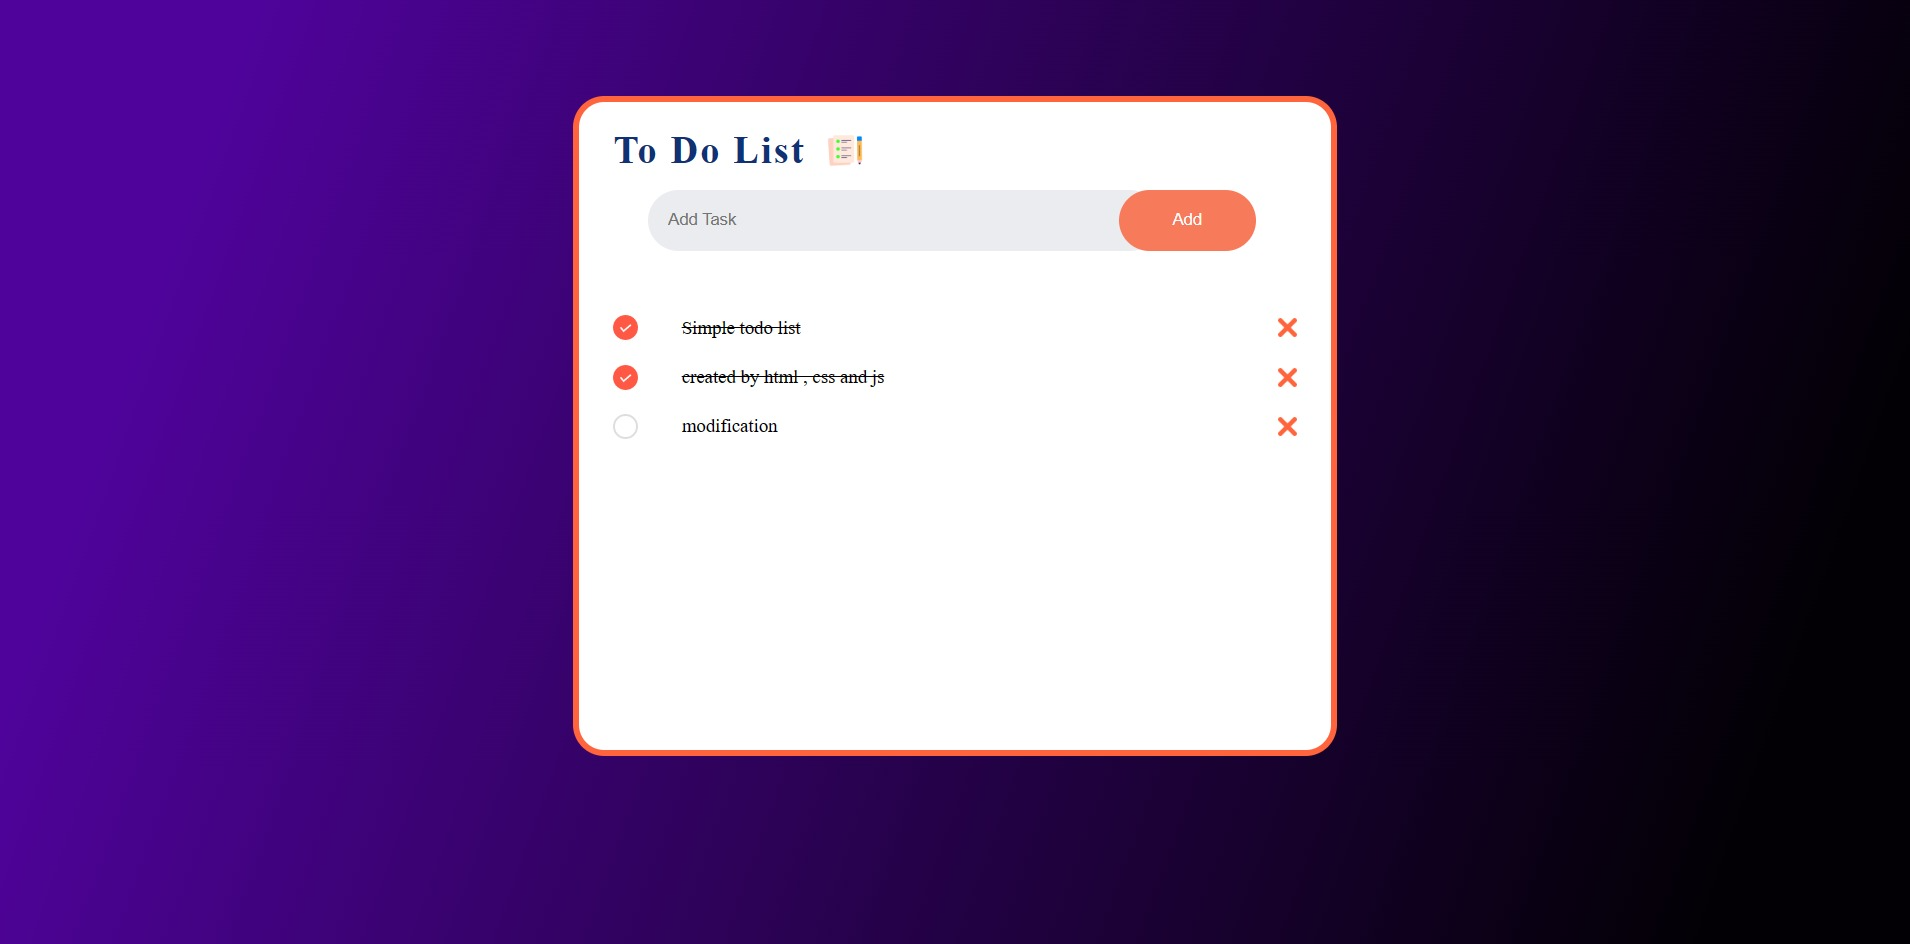 To Do List
Add Task
Add
Simple todo list
created by html , css and js
modification